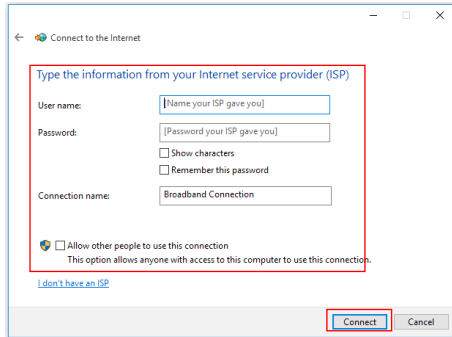 Connect to the Internet
Type the information from your Internet service provider (ISP)
User name: [Name your ISP gave you]
Password: [Password your ISP gave you]
Show characters
Remember this password
Connection name: Broadband Connection
Allow other people to use this connection
This option allows anyone with access to this computer to use this connection.
I don't have an ISP
Connect Cancel